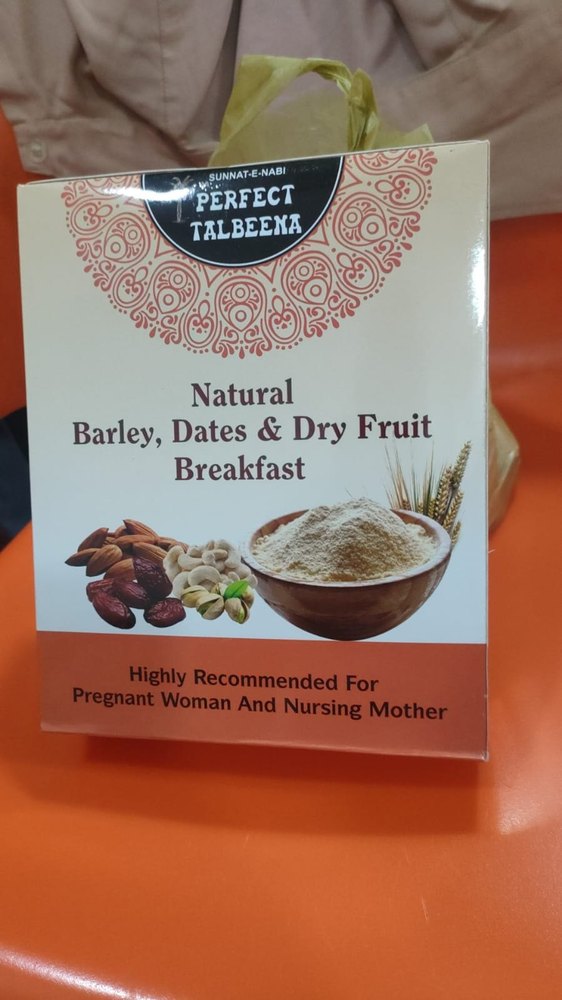 SUNNAT-E-NABI
PERFECT
TALBEENA
Natural
Barley, Dates & Dry Fruit
Breakfast
Highly Recommended For
Pregnant Woman And Nursing Mother